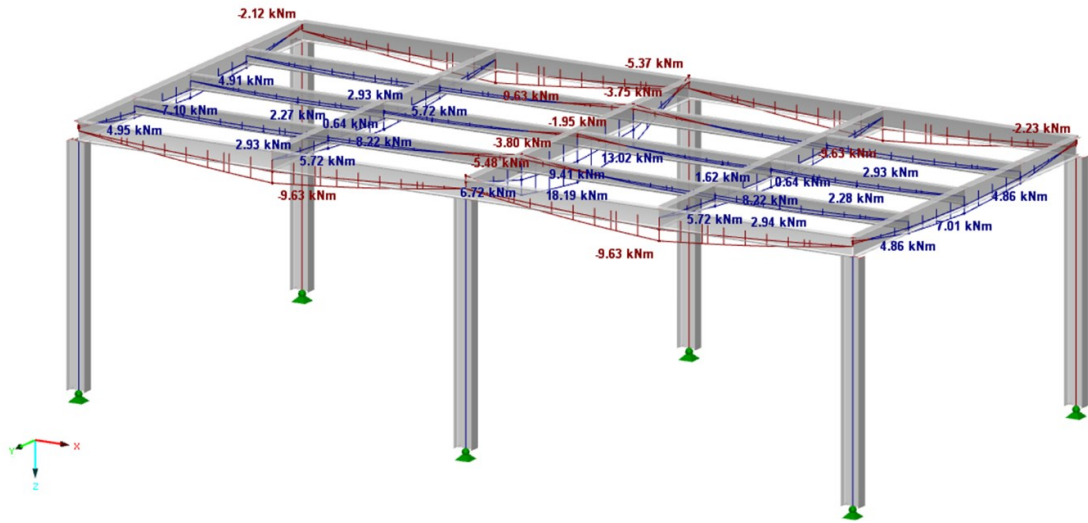 -2.12 kNm
-5.37 kNm
4.91 kNm
2.93 kNm
9.63 kNm
-3.75 kNm
7.10 kNm
2.27 kNm
0.64 kNm
5.72 kNm
-1.95 kNm
-2.23 kNm
4.95 kNm
2.93 kNm
8.22 kNm
-3.80 kNm
13.02 kNm
-9.63 kNm
5.72 kNm
5.48 kNm
9.41 kNm
1.62 kNm
0.64 kNm
2.93 kNm
-9.63 kNm
6.72 kNm
18.19 kNm
8.22 kNm
2.28 kNm
4.86 kNm
5.72 kNm
2.94 kNm
7.01 kNm
-9.63 kNm
4.86 kNm
Y
X
Z